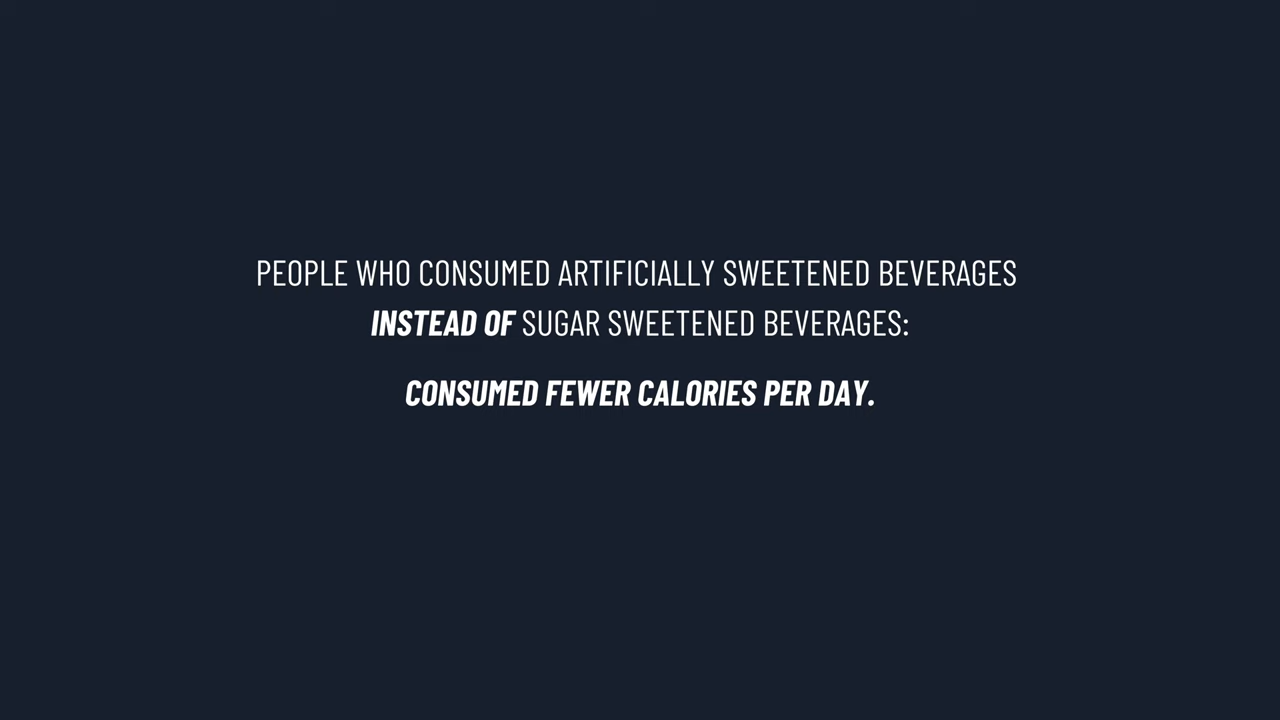 PEOPLE WHO CONSUMED ARTIFICIALLY SWEETENED BEVERAGES
INSTEAD OF SUGAR SWEETENED BEVERAGES:
CONSUMED FEWER CALORIES PER DAY.